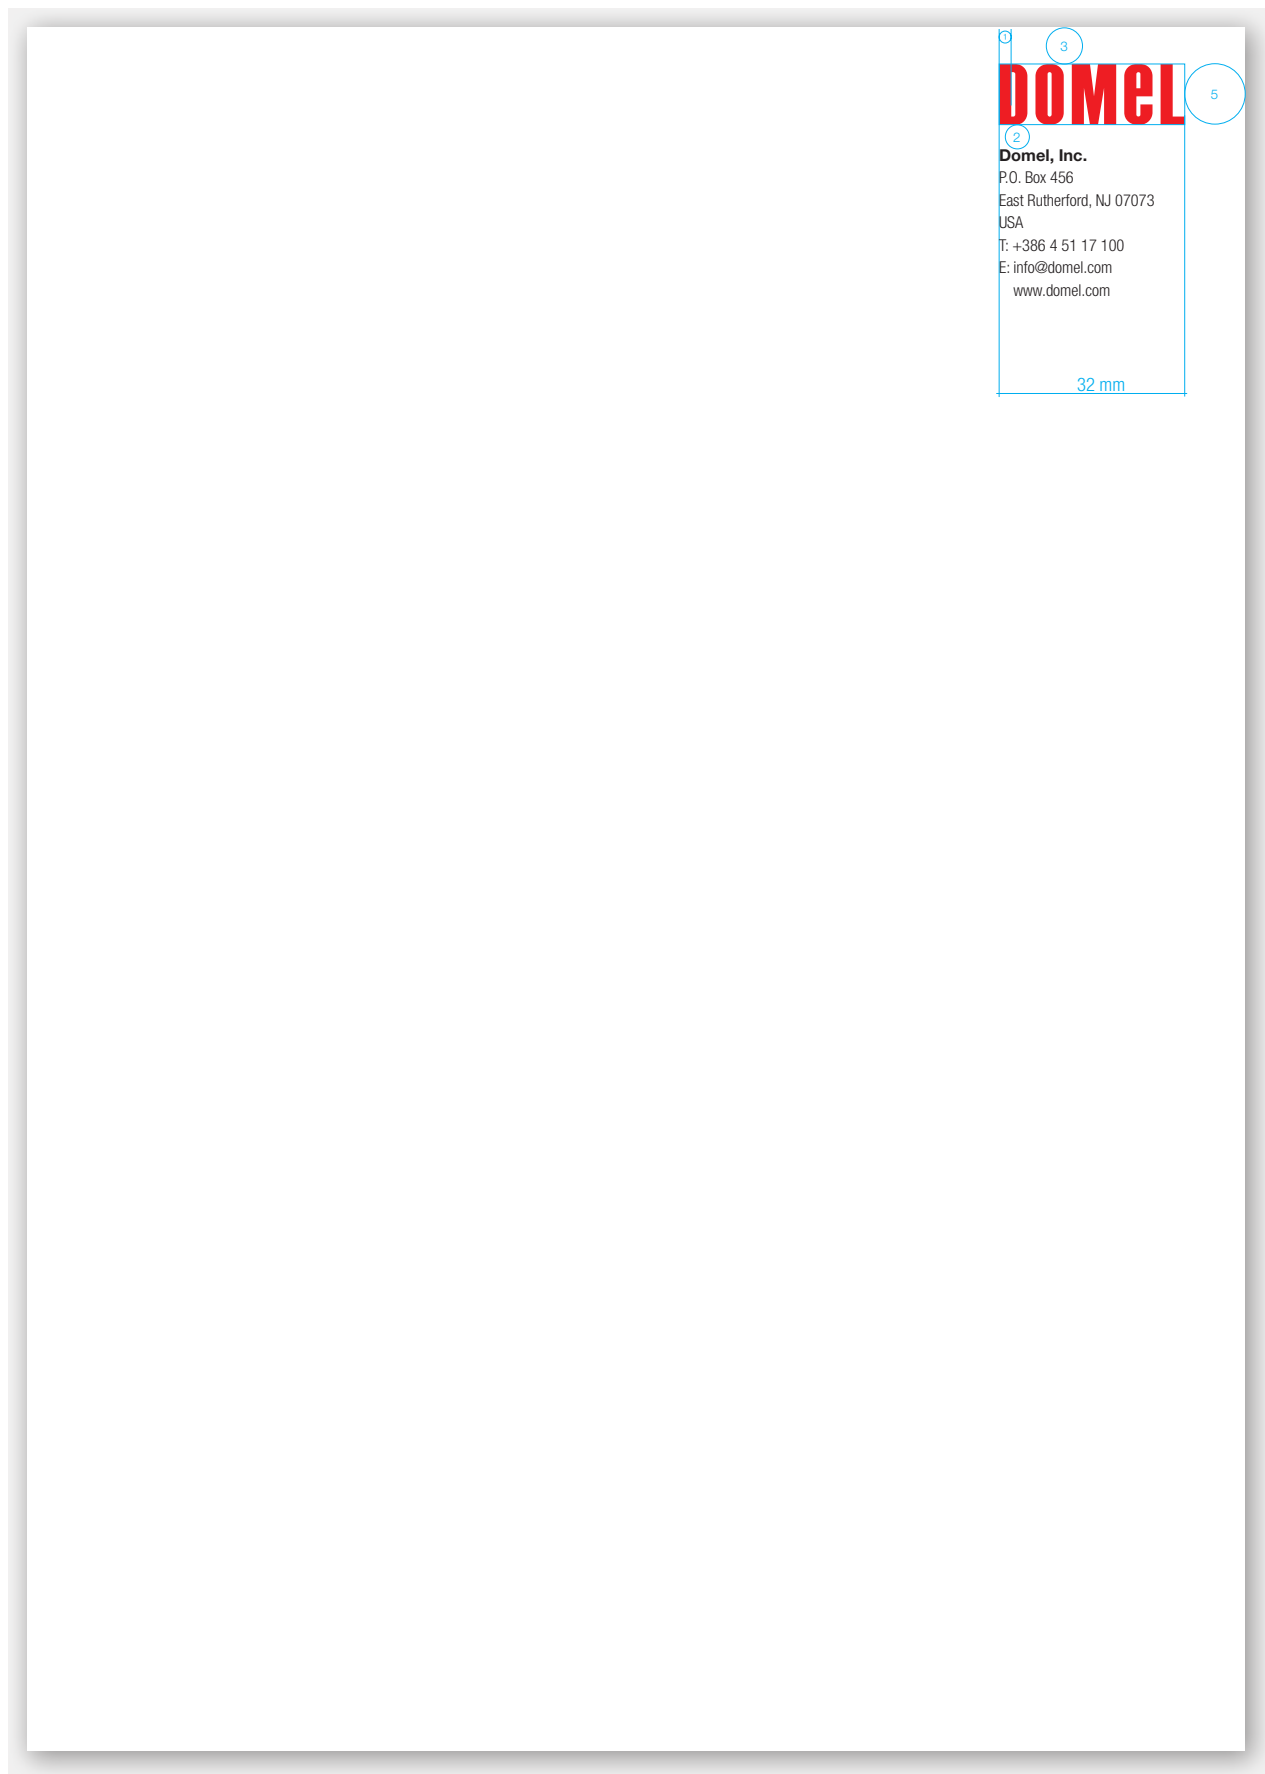 1
3
DOMEL
5
2
Domel, Inc.
P.O. Box 456
East Rutherford, NJ 07073
USA
T: +386 4 51 17 100
E: info@domel.com
www.domel.com
32 mm